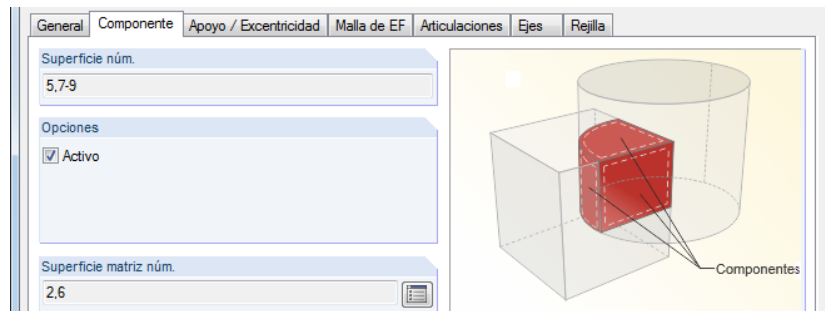 General Componente Apoyo / Excentricidad Malla de EF Articulaciones Ejes Rejilla
Superficie núm.
5,7-9
Opciones
Activo
Superficie matriz núm.
2,6
Componentes